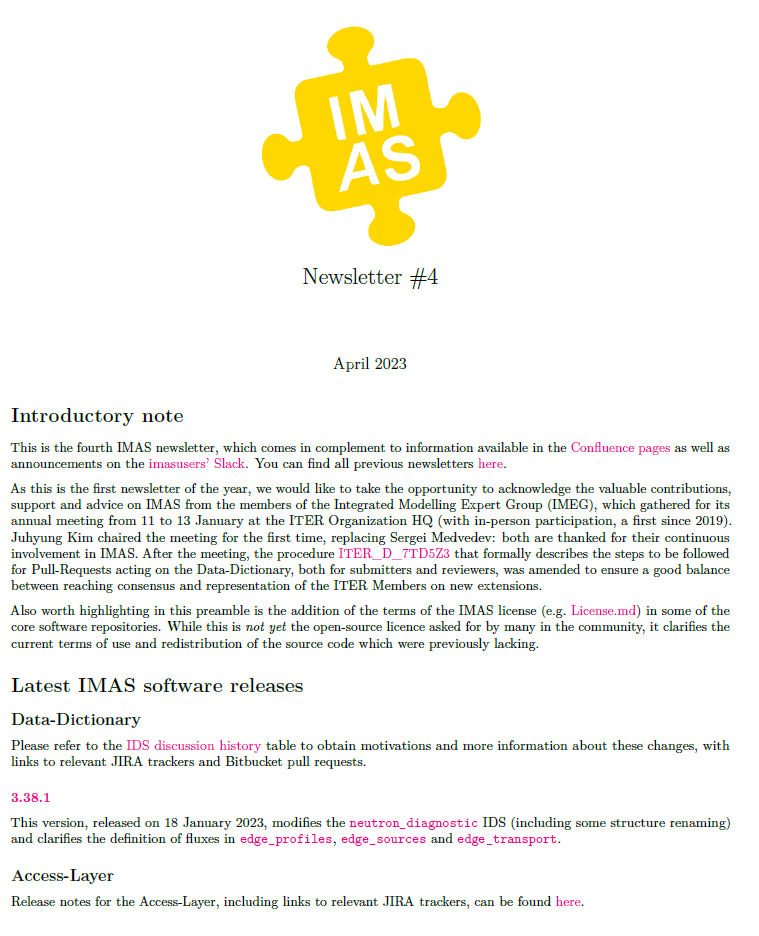 IM
AS
Newsletter #4
April 2023
Introductory note
This is the fourth IMAS newsletter, which comes in complement to information available in the Confluence pages as well as
announcements on the imasusers' Slack. You can find all previous newsletters here.
As this is the first newsletter of the year, we would like to take the opportunity to acknowledge the valuable contributions,
support and advice on IMAS from the members of the Integrated Modelling Expert Group (IMEG), which gathered for its
annual meeting from 11 to 13 January at the ITER Organization HQ (with in-person participation, a first since 2019).
Juhyung Kim chaired the meeting for the first time, replacing Sergei Medvedev: both are thanked for their continuous
involvement in IMAS. After the meeting, the procedure ITER_D_7TD5Z3 that formally describes the steps to be followed
for Pull-Requests acting on the Data-Dictionary, both for submitters and reviewers, was amended to ensure a good balance
between reaching consensus and representation of the ITER Members on new extensions.
Also worth highlighting in this preamble is the addition of the terms of the IMAS license (e.g. License.md) in some of the
core software repositories. While this is not yet the open-source licence asked for by many in the community, it clarifies the
current terms of use and redistribution of the source code which were previously lacking.
Latest IMAS software releases
Data-Dictionary
Please refer to the IDS discussion history table to obtain motivations and more information about these changes, with
links to relevant JIRA trackers and Bitbucket pull requests.
3.38.1
This version, released on 18 January 2023, modifies the neutron_diagnostic IDS (including some structure renaming)
and clarifies the definition of fluxes in edge_profiles, edge_sources and edge_transport.
Access-Layer
Release notes for the Access-Layer, including links to relevant JIRA trackers, can be found here.